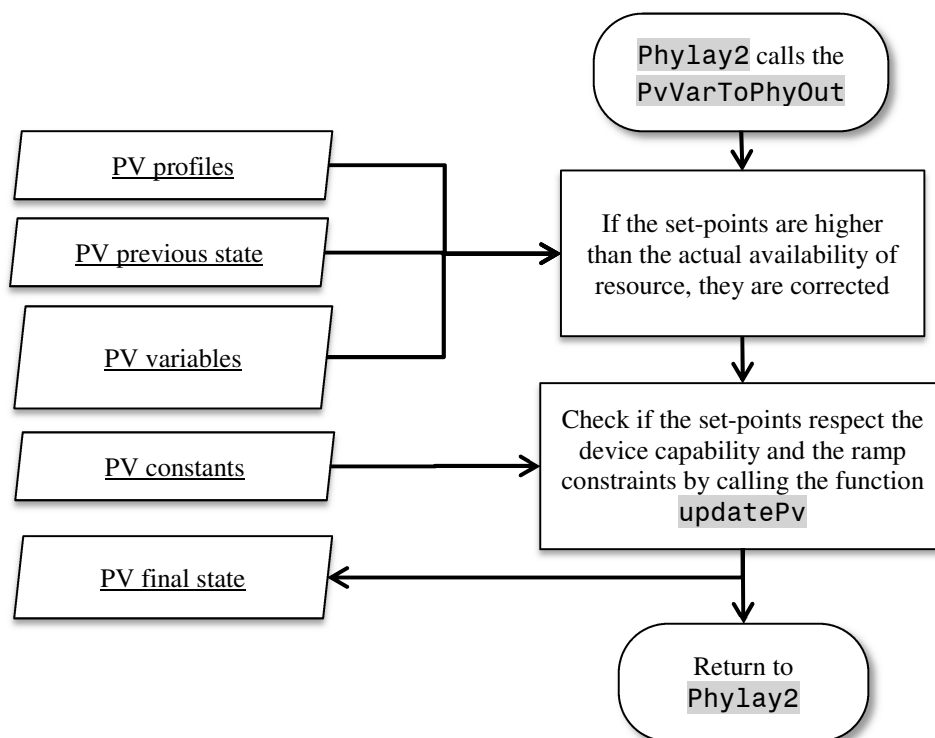 Phylay2 calls the
PvVarToPhyOut
PV profiles
If the set-points are higher
than the actual availability of
resource, they are corrected
PV previous state
PV variables
Check if the set-points respect the
device capability and the ramp
constraints by calling the function
updatePv
PV constants
PV final state
Return to
Phylay2